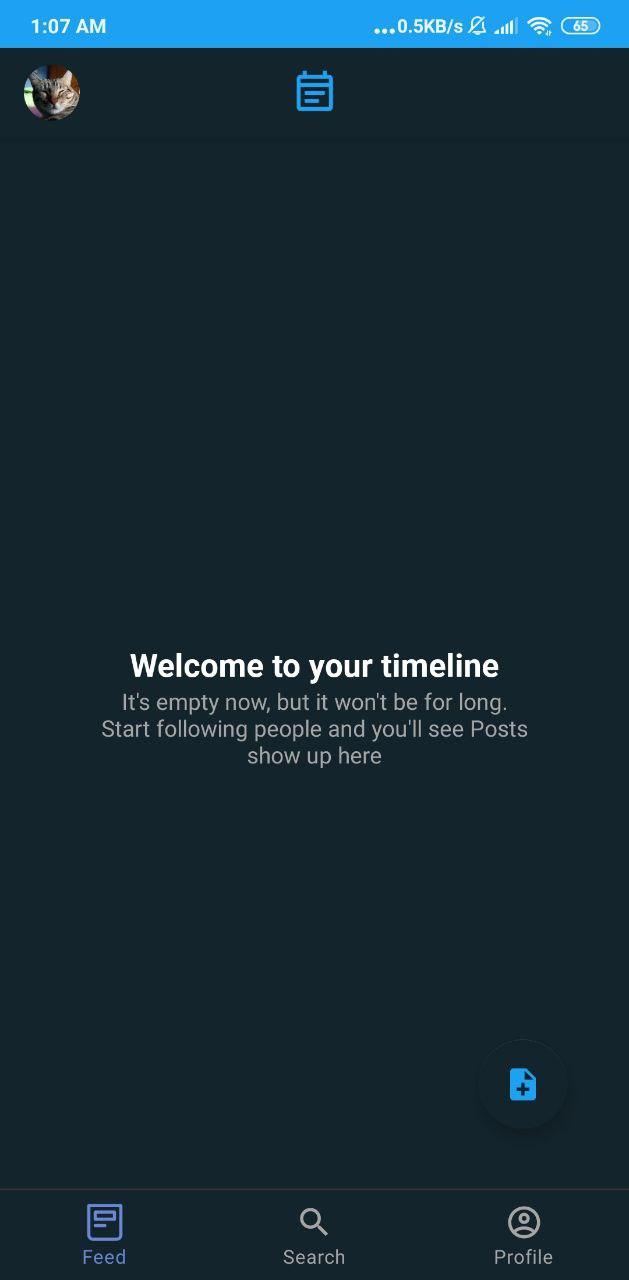 1:07 AM ...0.5KB/s 65
Welcome to your timeline
It's empty now, but it won't be for long.
Start following people and you'll see Posts
show up here
Feed Search Profile